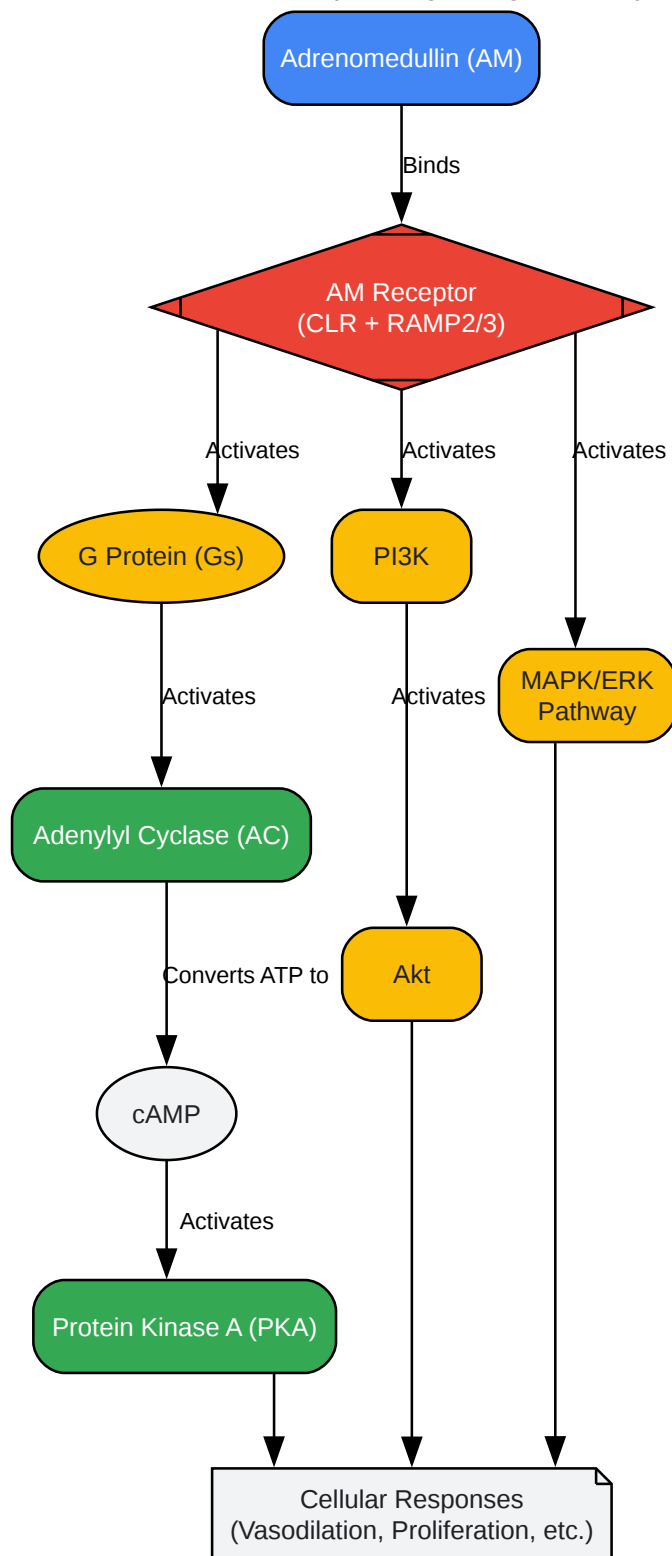 Adrenomedullin (AM)
Binds
AM Receptor
(CLR + RAMP2/3)
Activates
Activates
Activates
G Protein (Gs)
PI3K
MAPK/ERK
Pathway
Activates
Activates
Adenylyl Cyclase (AC)
Converts ATP to
Akt
cAMP
Activates
Protein Kinase A (PKA)
Cellular Responses
(Vasodilation, Proliferation, etc.)